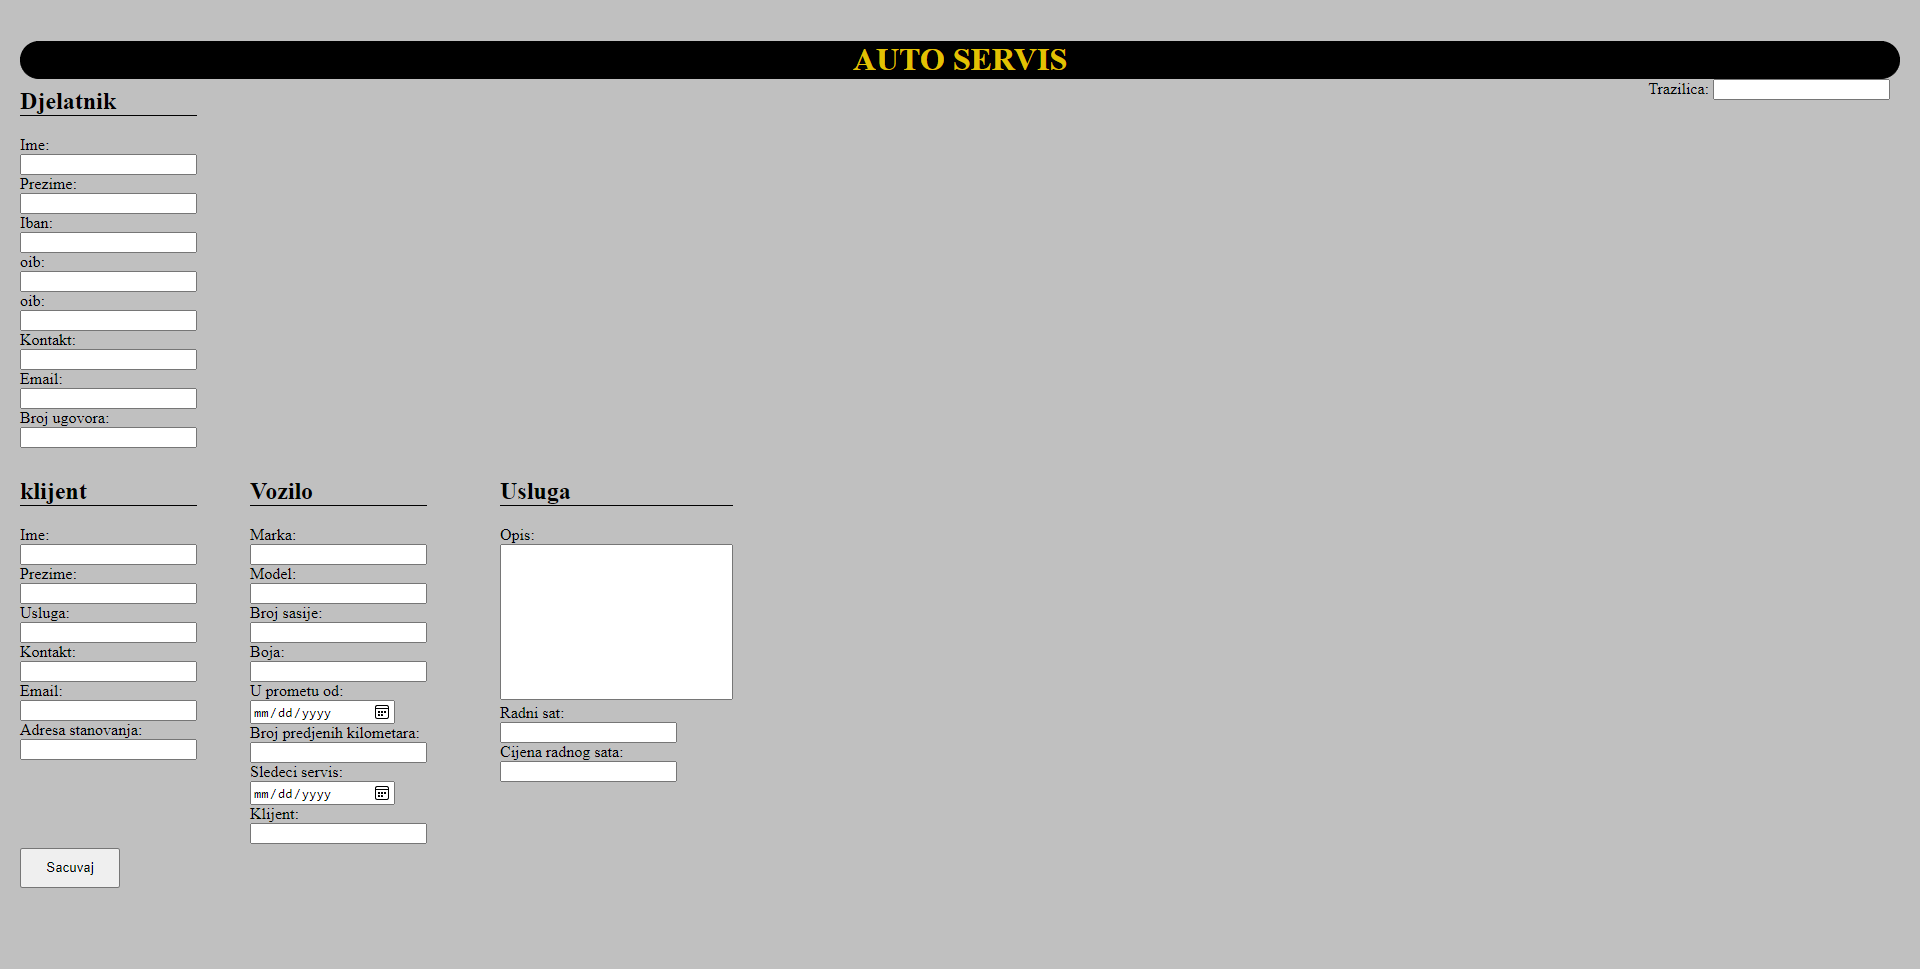 AUTO SERVIS
Trazilica:
Djelatnik
Ime:
Prezime:
Iban:
oib:
oib:
Kontakt:
Email:
Broj ugovora:
klijent
Ime:
Prezime:
Usluga:
Kontakt:
Email:
Adresa stanovanja:
Vozilo
Marka:
Model:
Broj sasije:
Boja:
U prometu od:
mm/dd/yyyy
Broj predjenih kilometara:
Sledeci servis:
mm/dd/yyyy
Klijent:
Usluga
Opis:
Radni sat:
Cijena radnog sata:
Sacuvaj